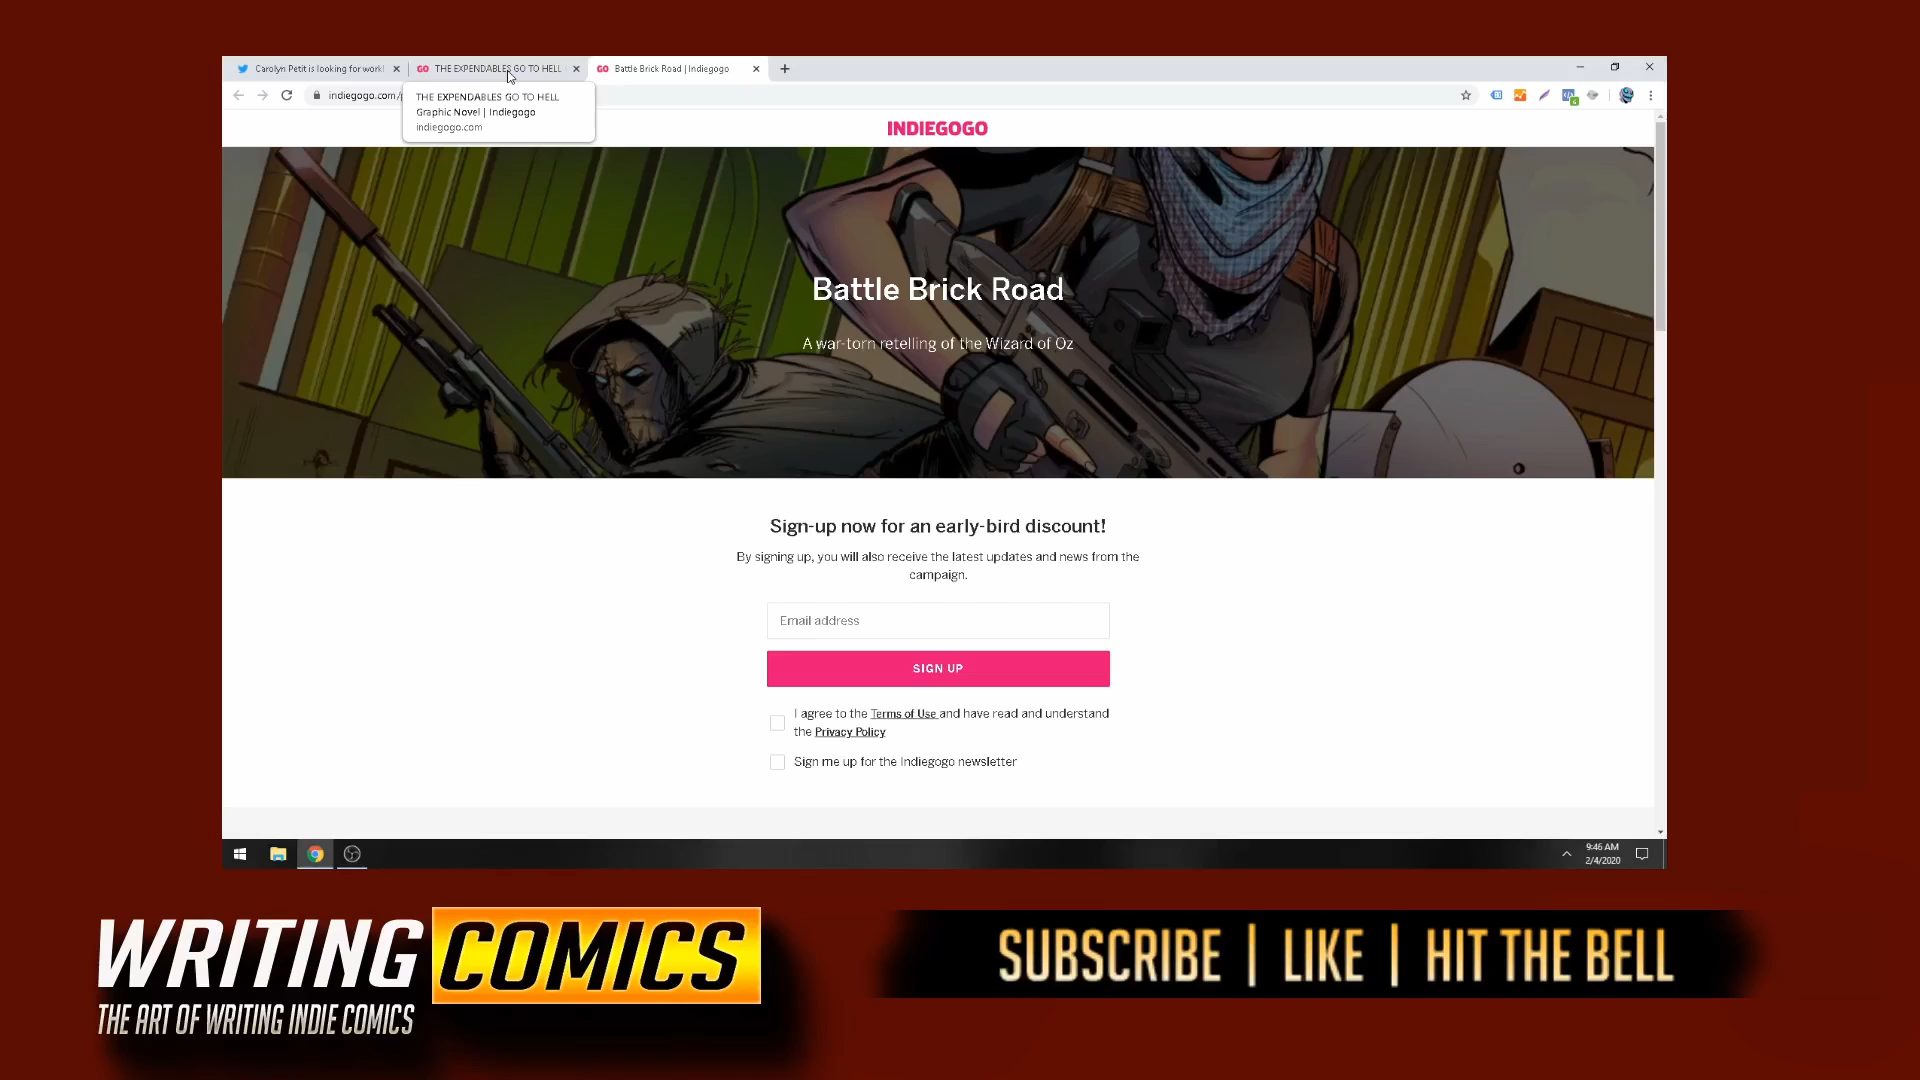 Carolyn Petit is looking for work!
GO THE EXPENDABLES GO TO HELL
GO Battle Brick Road | Indiegogo
indiegogo.com/p
THE EXPENDABLES GO TO HELL
Graphic Novel | Indiegogo
indiegogo.com
INDIEGOGO
Battle Brick Road
A war-torn retelling of the Wizard of Oz
Sign-up now for an early-bird discount!
By signing up, you will also receive the latest updates and news from the
campaign.
Email address
SIGN UP
I agree to the Terms of Use and have read and understand
the Privacy Policy
Sign me up for the Indiegogo newsletter
9:46 AM
2/4/2020
WRITING COMICS
THE ART OF WRITING INDIE COMICS
SUBSCRIBE | LIKE | HIT THE BELL